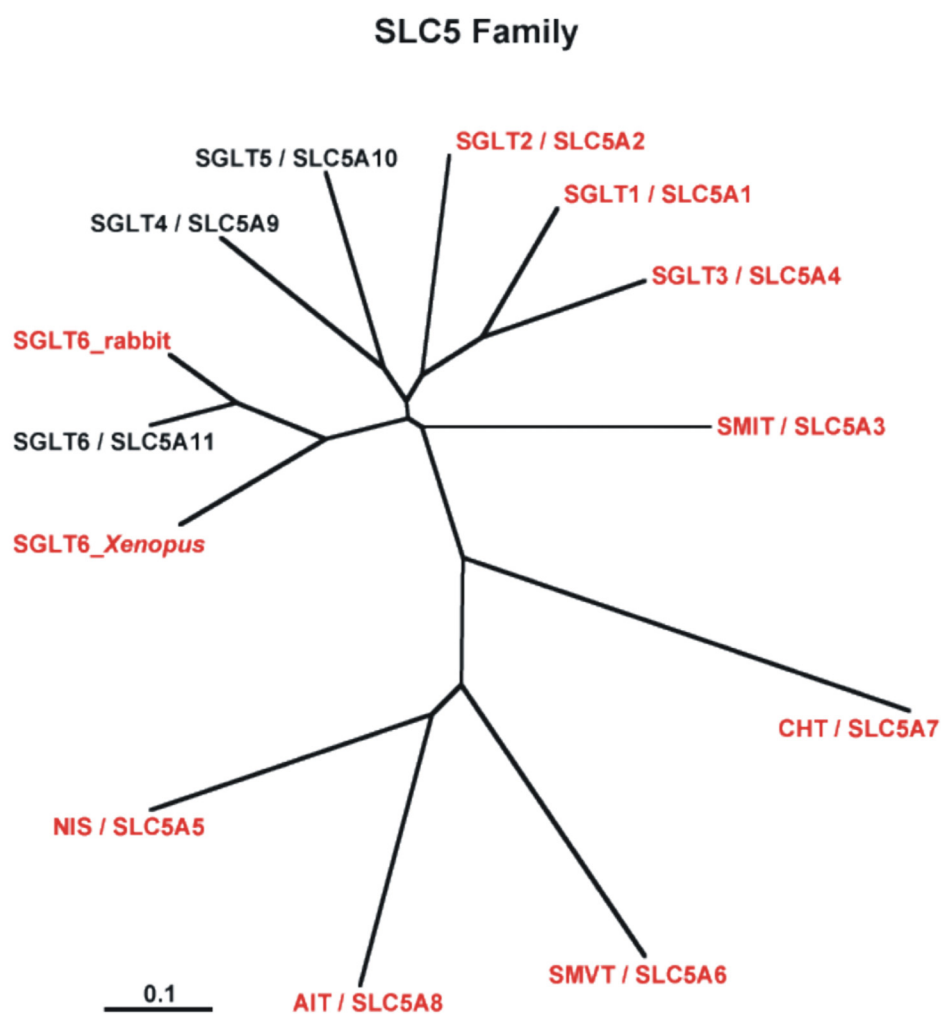 SLC5 Family
SGLT2 / SLC5A2
SGLT5 / SLC5A10
SGLT1 / SLC5A1
SGLT4 / SLC5A9
SGLT3 / SLC5A4
SGLT6_rabbit
SMIT / SLC5A3
SGLT6 / SLC5A11
SGLT6_Xenopus
CHT / SLC5A7
NIS / SLC5A5
SMVT / SLC5A6
0.1
AIT / SLC5A8